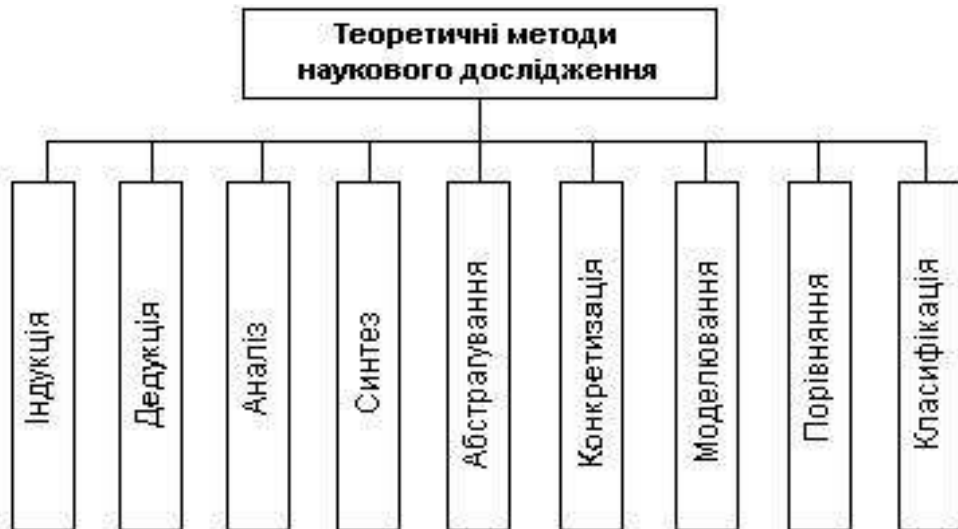 Теоретичні методи
наукового дослідження
Індукція
Дедукція
Аналіз
Синтез
Абстрагування
Конкретизація
Моделювання
Порівняння
Класифікація